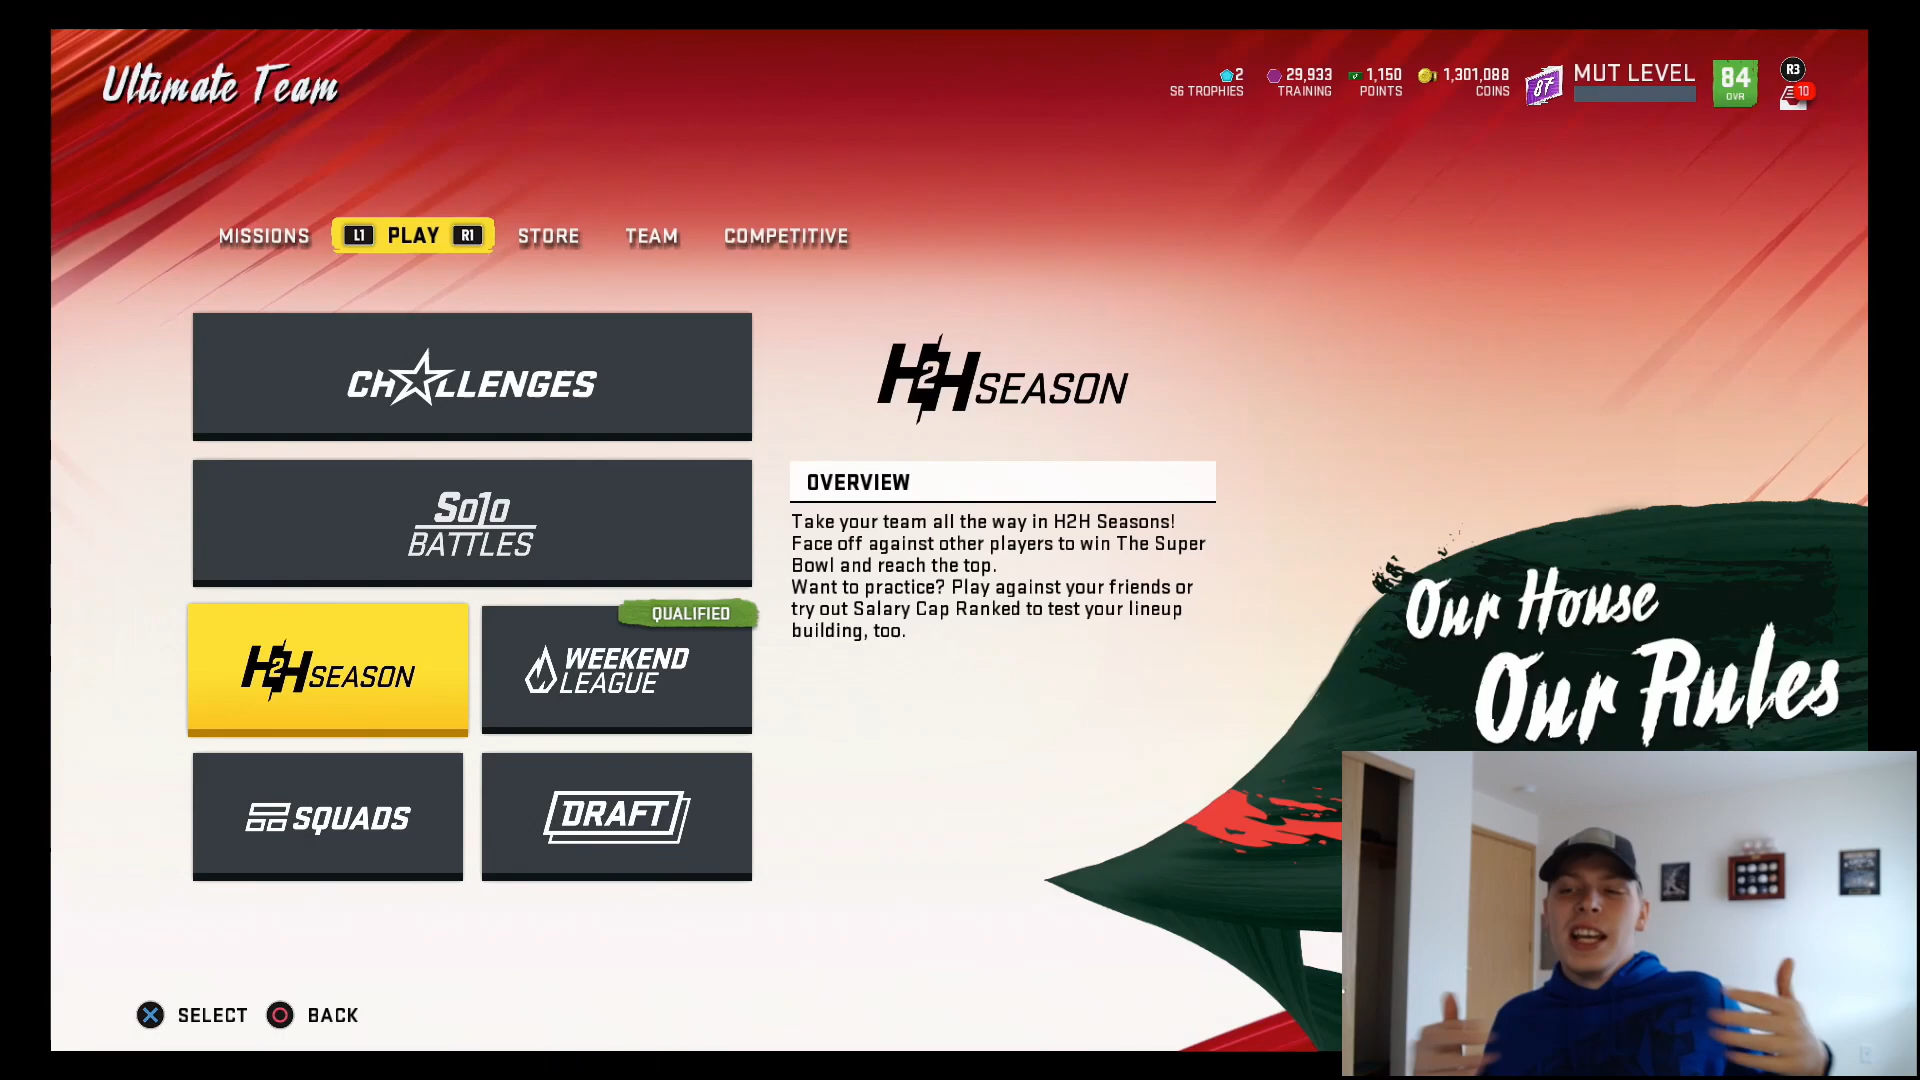 Ultimate Team
2
S6 TROPHIES
29,933
TRAINING
1,150
POINTS
1,301,088
COINS
87
MUT LEVEL
84
OVR
R3
10
MISSIONS
L1 PLAY R1
STORE
TEAM
COMPETITIVE
CHALLENGES
Solo
BATTLES
H2H SEASON
QUALIFIED
WEEKEND
LEAGUE
SQUADS
DRAFT
H2H SEASON
OVERVIEW
Take your team all the way in H2H Seasons!
Face off against other players to win The Super
Bowl and reach the top.
Want to practice? Play against your friends or
try out Salary Cap Ranked to test your lineup
building, too.
Our House
Our Rules
SELECT
BACK